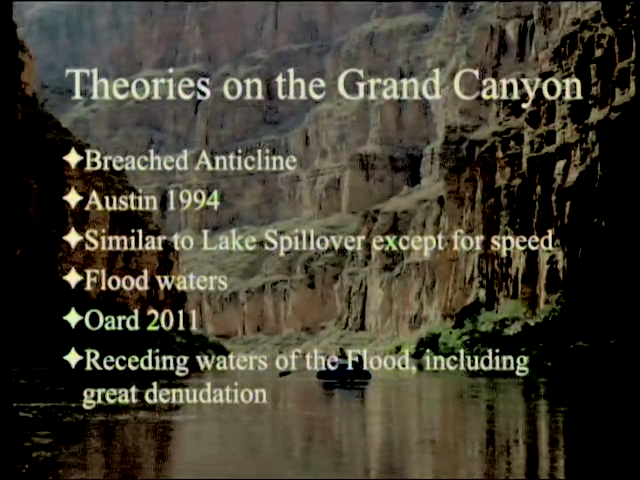 Theories on the Grand Canyon
✦Breached Anticline
✦Austin 1994
✦Similar to Lake Spillover except for speed
✦Flood waters
✦Oard 2011
✦Receding waters of the Flood, including
great denudation